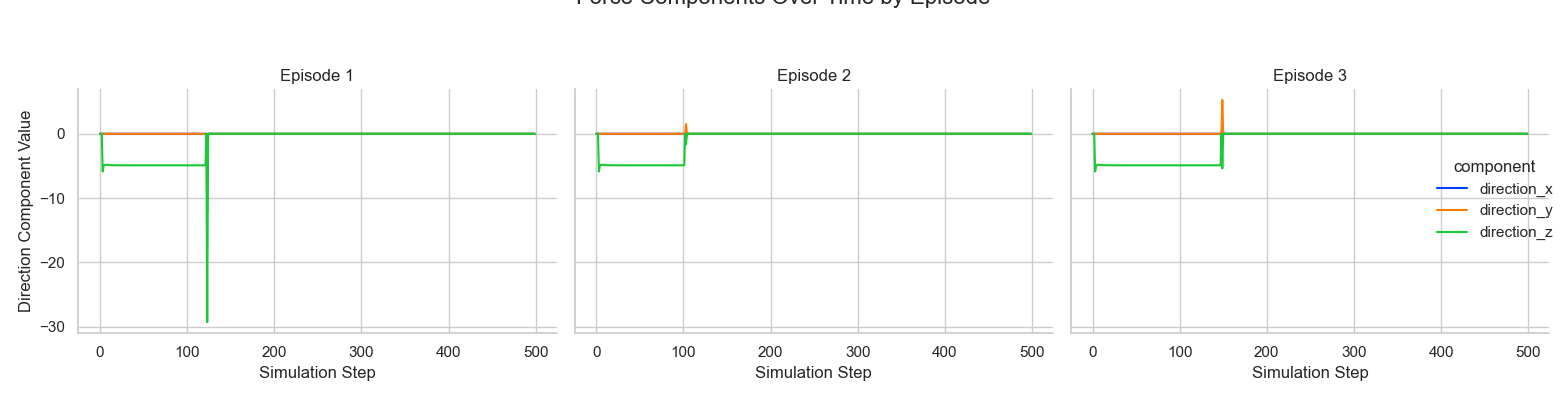 Force Components Over Time by Episode
Episode 1
Episode 2
Episode 3
Direction Component Value
0
−10
−20
−30
0 100 200 300 400 500
0 100 200 300 400 500
0 100 200 300 400 500
Simulation Step
Simulation Step
Simulation Step
component
direction_x
direction_y
direction_z